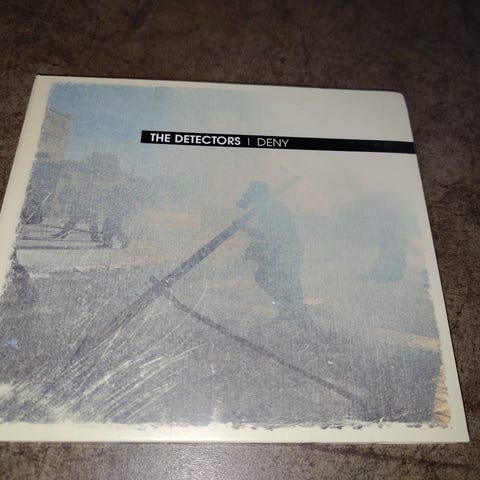 THE DETECTORS | DENY